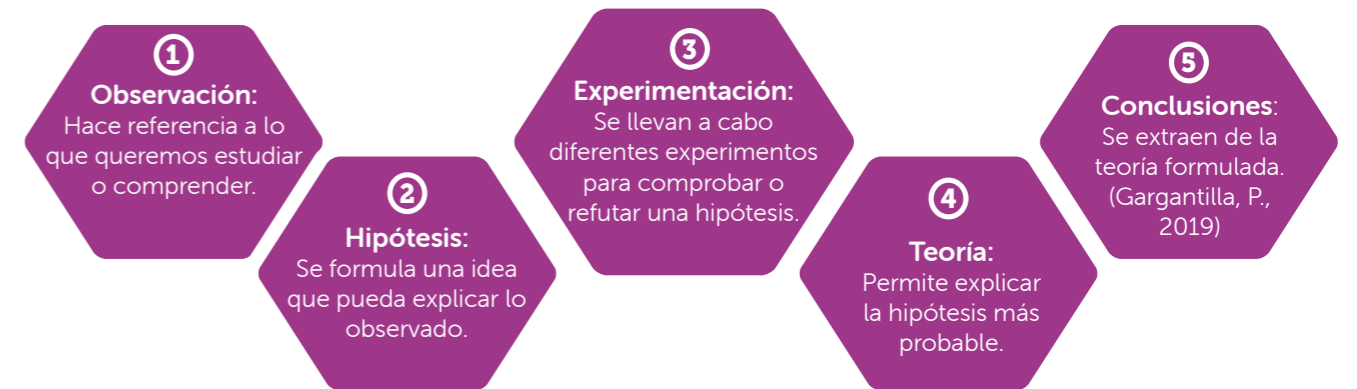 1
Observación:
Hace referencia a lo
que queremos estudiar
o comprender.
2
Hipótesis:
Se formula una idea
que pueda explicar lo
observado.
3
Experimentación:
Se llevan a cabo
diferentes experimentos
para comprobar o
refutar una hipótesis.
4
Teoría:
Permite explicar
la hipótesis más
probable.
5
Conclusiones:
Se extraen de la
teoría formulada.
(Gargantilla, P.,
2019)